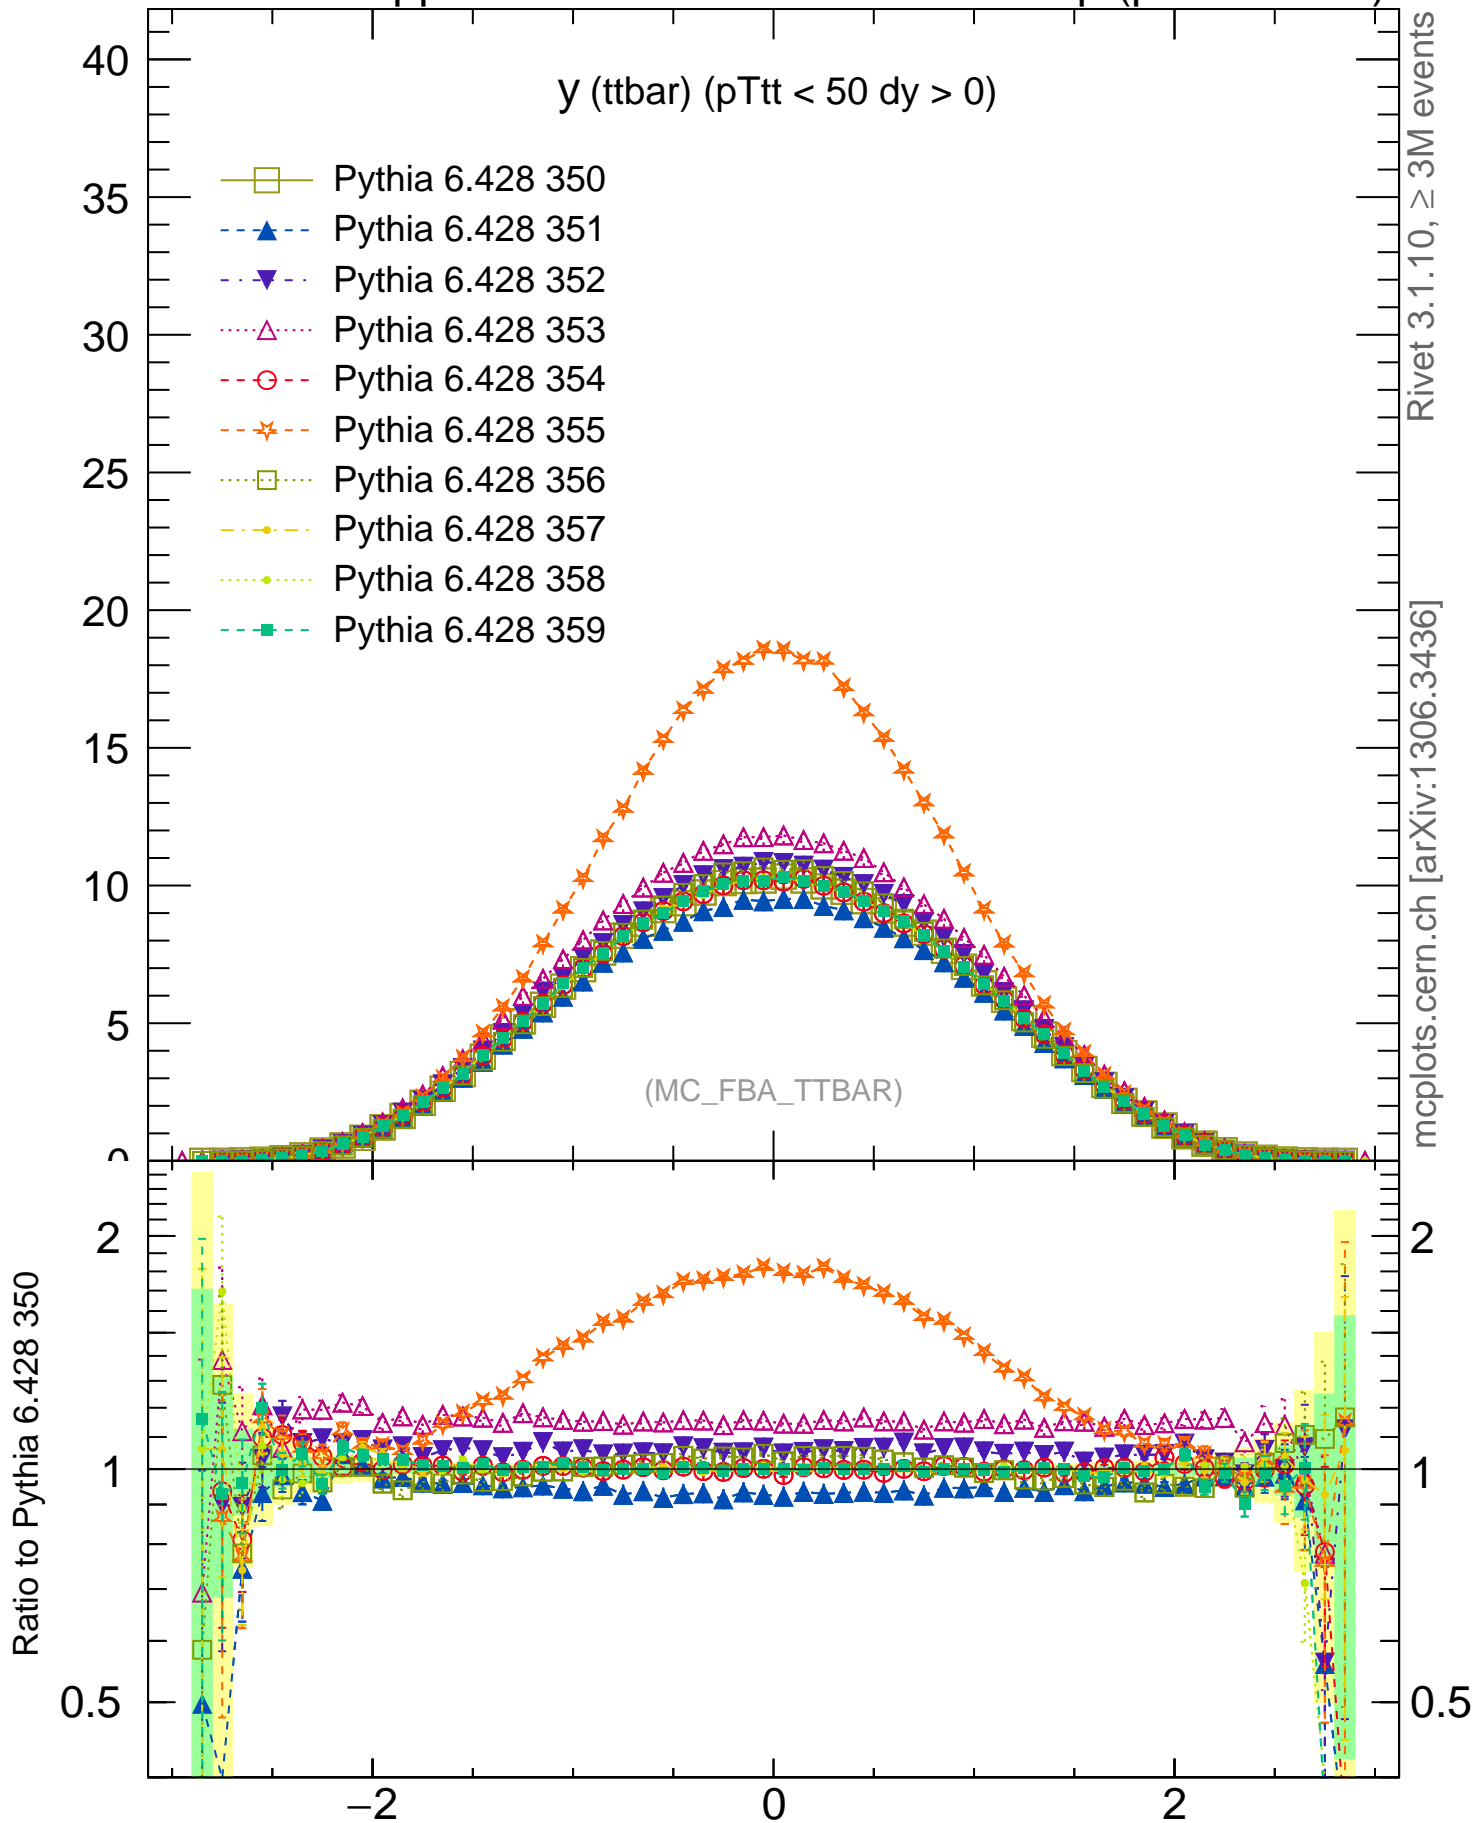 y (ttbar) (pTtt < 50 dy > 0)
40
35
30
25
20
15
10
5
0
Pythia 6.428 350
Pythia 6.428 351
Pythia 6.428 352
Pythia 6.428 353
Pythia 6.428 354
Pythia 6.428 355
Pythia 6.428 356
Pythia 6.428 357
Pythia 6.428 358
Pythia 6.428 359
(MC_FBA_TTBAR)
Rivet 3.1.10, ≥ 3M events
mcplots.cern.ch [arXiv:1306.3436]
Ratio to Pythia 6.428 350
2
1
0.5
2
1
0.5
−2
0
2